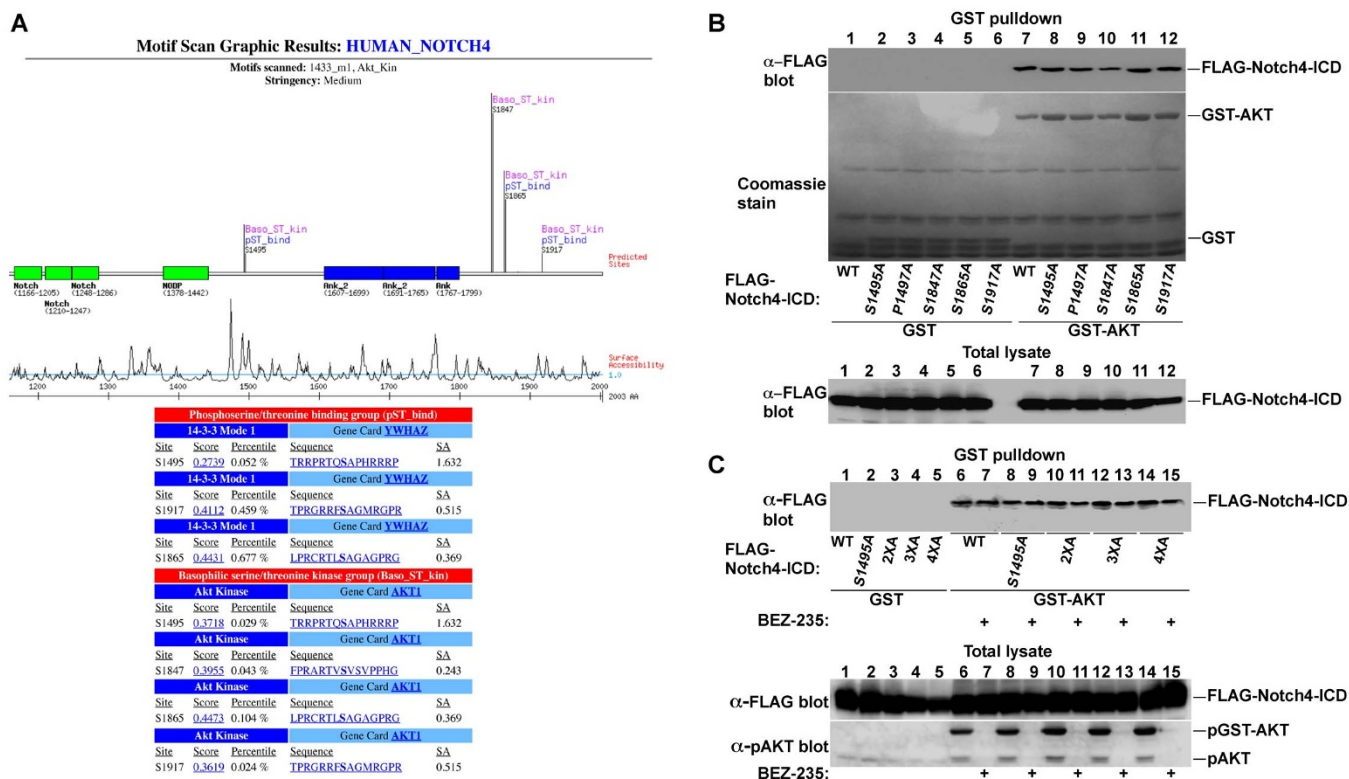 A
Motif Scan Graphic Results: HUMAN_NOTCH4
Motifs scanned: 1433_m1, Akt_Kin
Stringency: Medium
Baso_ST_kin
S1847
Baso_ST_kin
pST_bind
S1865
Baso_ST_kin
pST_bind
S1495
Baso_ST_kin
pST_bind
S1917
Predicted
Sites
Notch
(1166-1205)
Notch
(1248-1286)
NODP
(1378-1442)
Ank_2
(1607-1699)
Ank_2
(1691-1765)
Ank
(1767-1799)
Notch
(1210-1247)
Surface
Accessibility
1.0
1200 1300 1400 1500 1600 1700 1800 1900 2000
2003 AA
Phosphoserine/threonine binding group (pST_bind)
14-3-3 Mode 1 Gene Card YWHAZ
Site Score Percentile Sequence SA
S1495 0.2739 0.052 % TRRPRTQSAPHRRRP 1.632
14-3-3 Mode 1 Gene Card YWHAZ
Site Score Percentile Sequence SA
S1917 0.4112 0.459 % TPRGRRFSAGMRGPR 0.515
14-3-3 Mode 1 Gene Card YWHAZ
Site Score Percentile Sequence SA
S1865 0.4431 0.677 % LPRCRTLSAGAGPRG 0.369
Basophilic serine/threonine kinase group (Baso_ST_kin)
Akt Kinase Gene Card AKT1
Site Score Percentile Sequence SA
S1495 0.3718 0.029 % TRRPRTQSAPHRRRP 1.632
Akt Kinase Gene Card AKT1
Site Score Percentile Sequence SA
S1847 0.3955 0.043 % FPRARTVSVSVPPHG 0.243
Akt Kinase Gene Card AKT1
Site Score Percentile Sequence SA
S1865 0.4473 0.104 % LPRCRTLSAGAGPRG 0.369
Akt Kinase Gene Card AKT1
Site Score Percentile Sequence SA
S1917 0.3619 0.024 % TPRGRRFSAGMRGPR 0.515
B
GST pulldown
1 2 3 4 5 6 7 8 9 10 11 12
α-FLAG
blot
FLAG-Notch4-ICD
GST-AKT
Coomassie
stain
GST
FLAG-
Notch4-ICD:
WT S1495A P1497A S1847A S1865A S1917A WT S1495A P1497A S1847A S1865A S1917A
GST GST-AKT
Total lysate
1 2 3 4 5 6 7 8 9 10 11 12
α-FLAG
blot
FLAG-Notch4-ICD
C
GST pulldown
1 2 3 4 5 6 7 8 9 10 11 12 13 14 15
α-FLAG
blot
FLAG-Notch4-ICD
FLAG-
Notch4-ICD:
WT S1495A 2XA 3XA 4XA WT S1495A 2XA 3XA 4XA
GST GST-AKT
BEZ-235: + + + + +
Total lysate
1 2 3 4 5 6 7 8 9 10 11 12 13 14 15
α-FLAG blot
FLAG-Notch4-ICD
α-pAKT blot
pGST-AKT
pAKT
BEZ-235: + + + + +